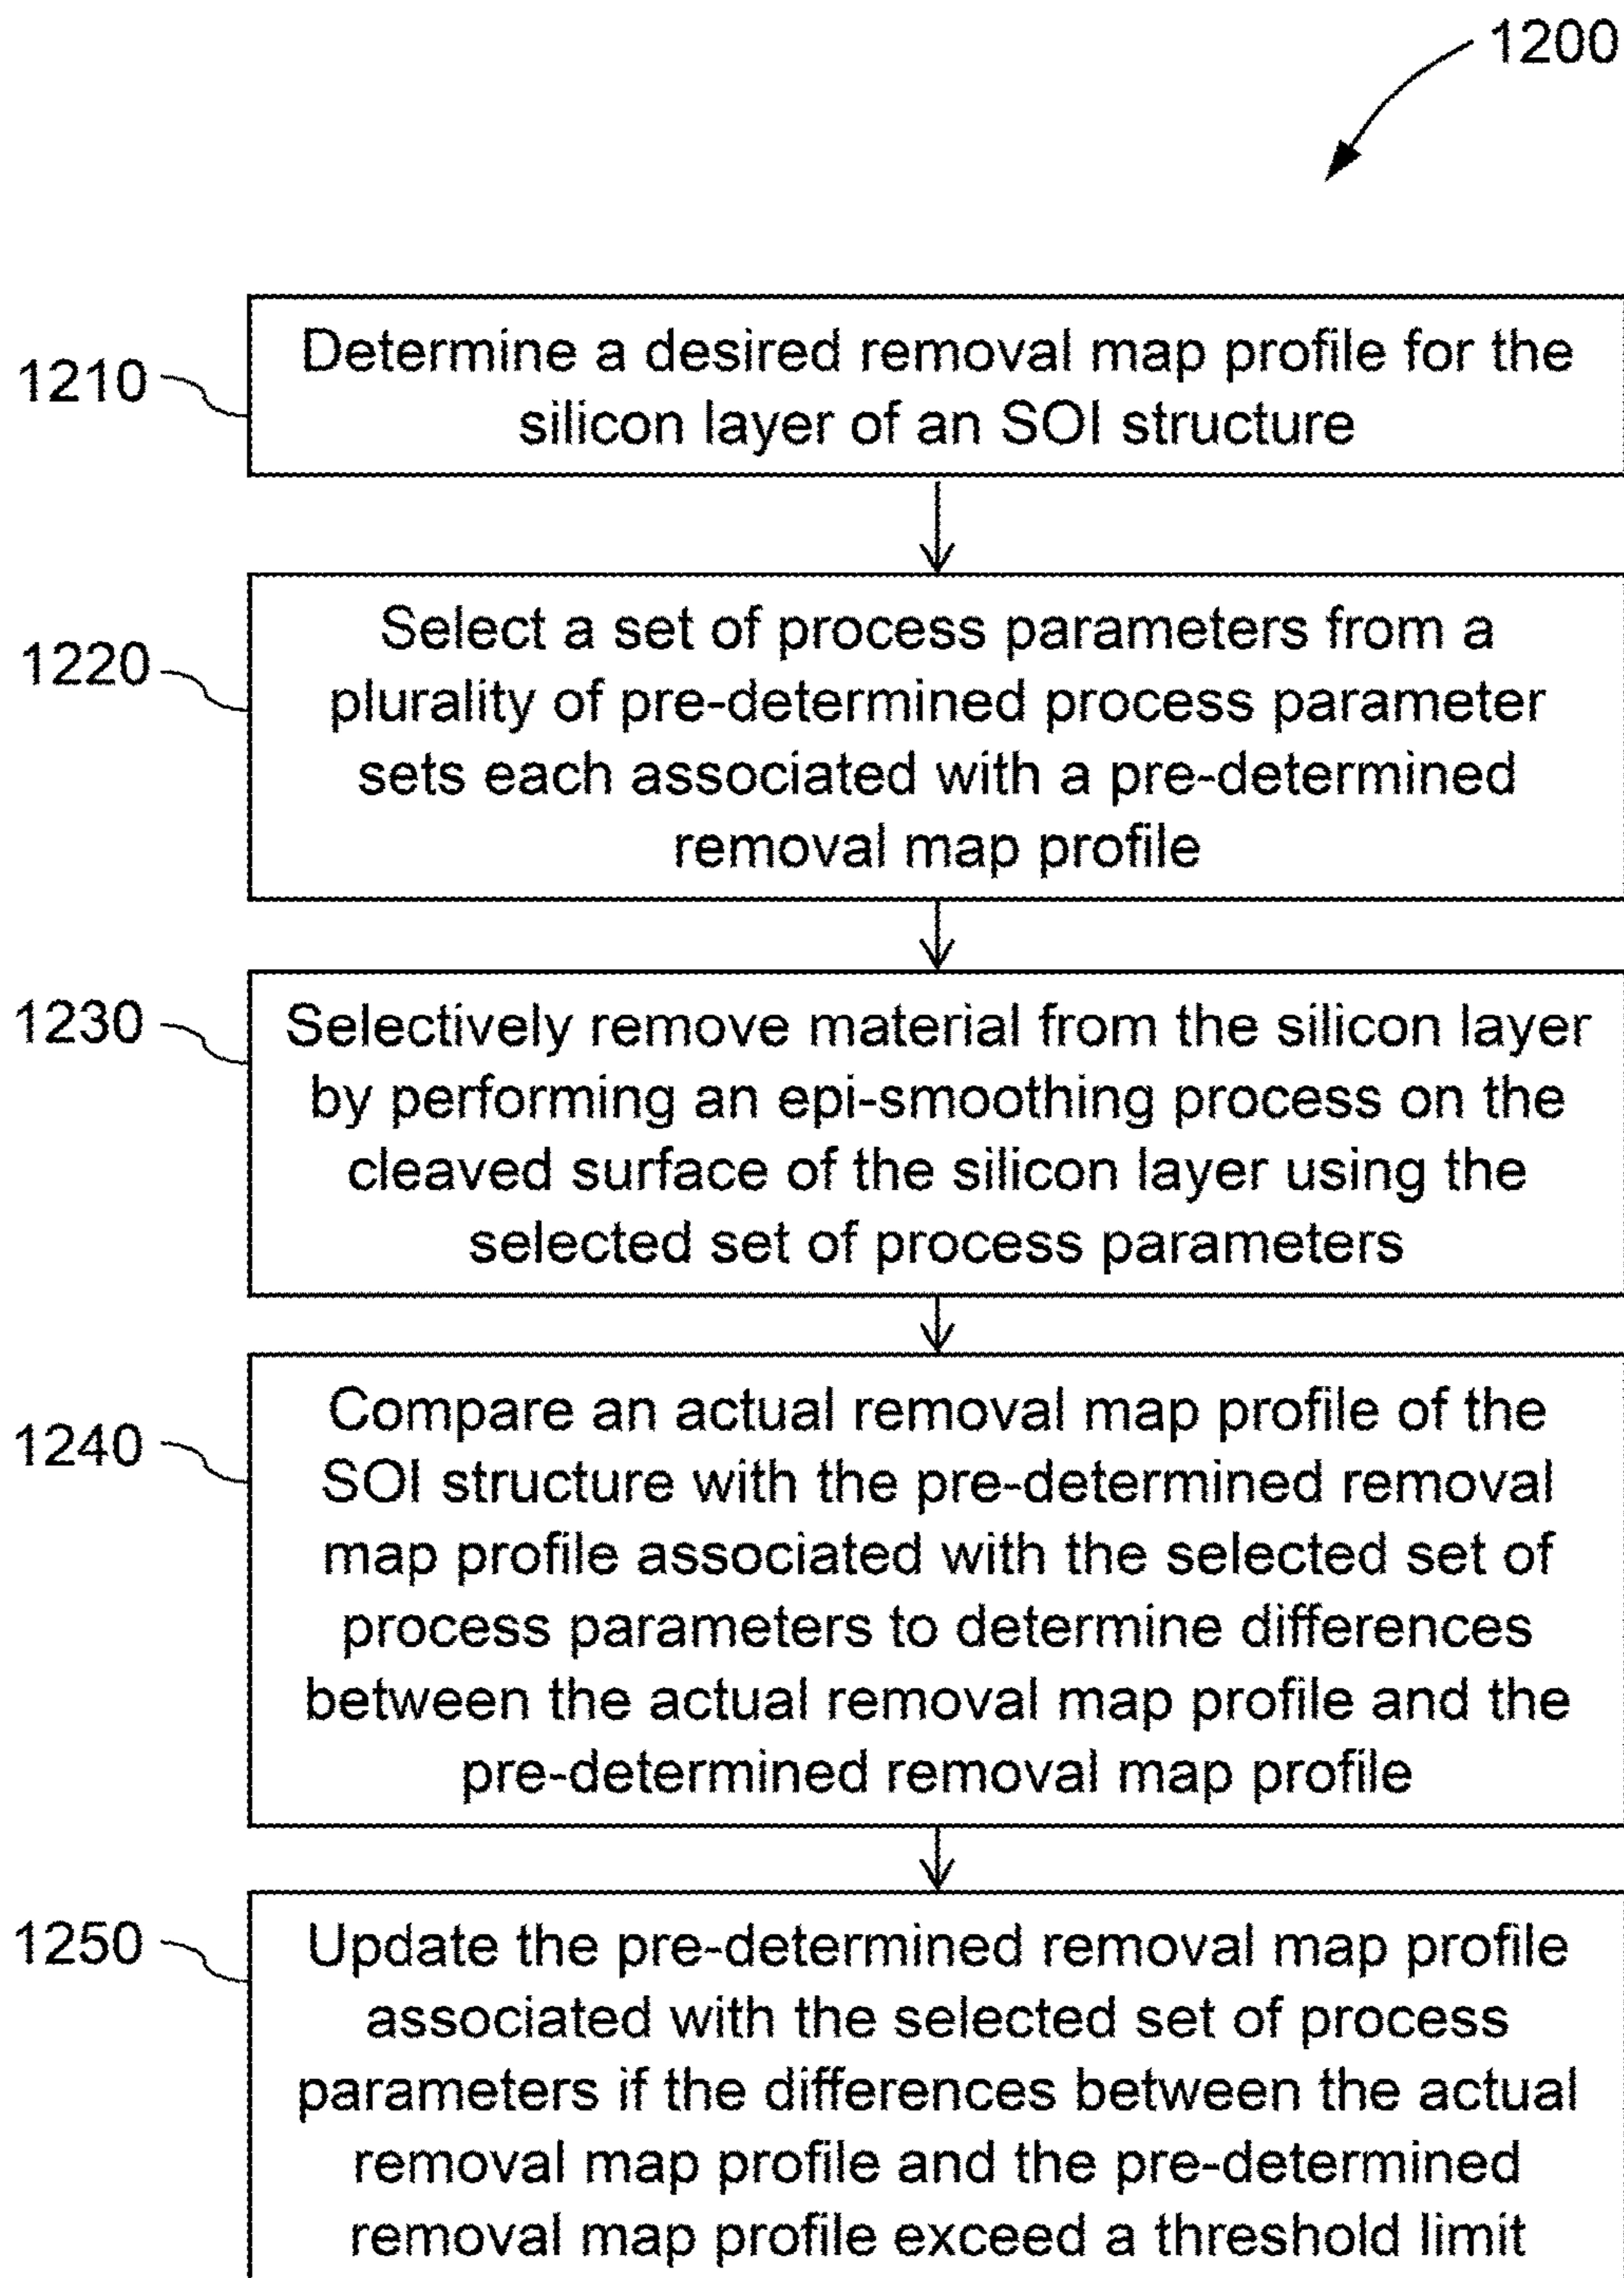 1200
1210
Determine a desired removal map profile for the
silicon layer of an SOI structure
1220
Select a set of process parameters from a
plurality of pre-determined process parameter
sets each associated with a pre-determined
removal map profile
1230
Selectively remove material from the silicon layer
by performing an epi-smoothing process on the
cleaved surface of the silicon layer using the
selected set of process parameters
1240
Compare an actual removal map profile of the
SOI structure with the pre-determined removal
map profile associated with the selected set of
process parameters to determine differences
between the actual removal map profile and the
pre-determined removal map profile
1250
Update the pre-determined removal map profile
associated with the selected set of process
parameters if the differences between the actual
removal map profile and the pre-determined
removal map profile exceed a threshold limit